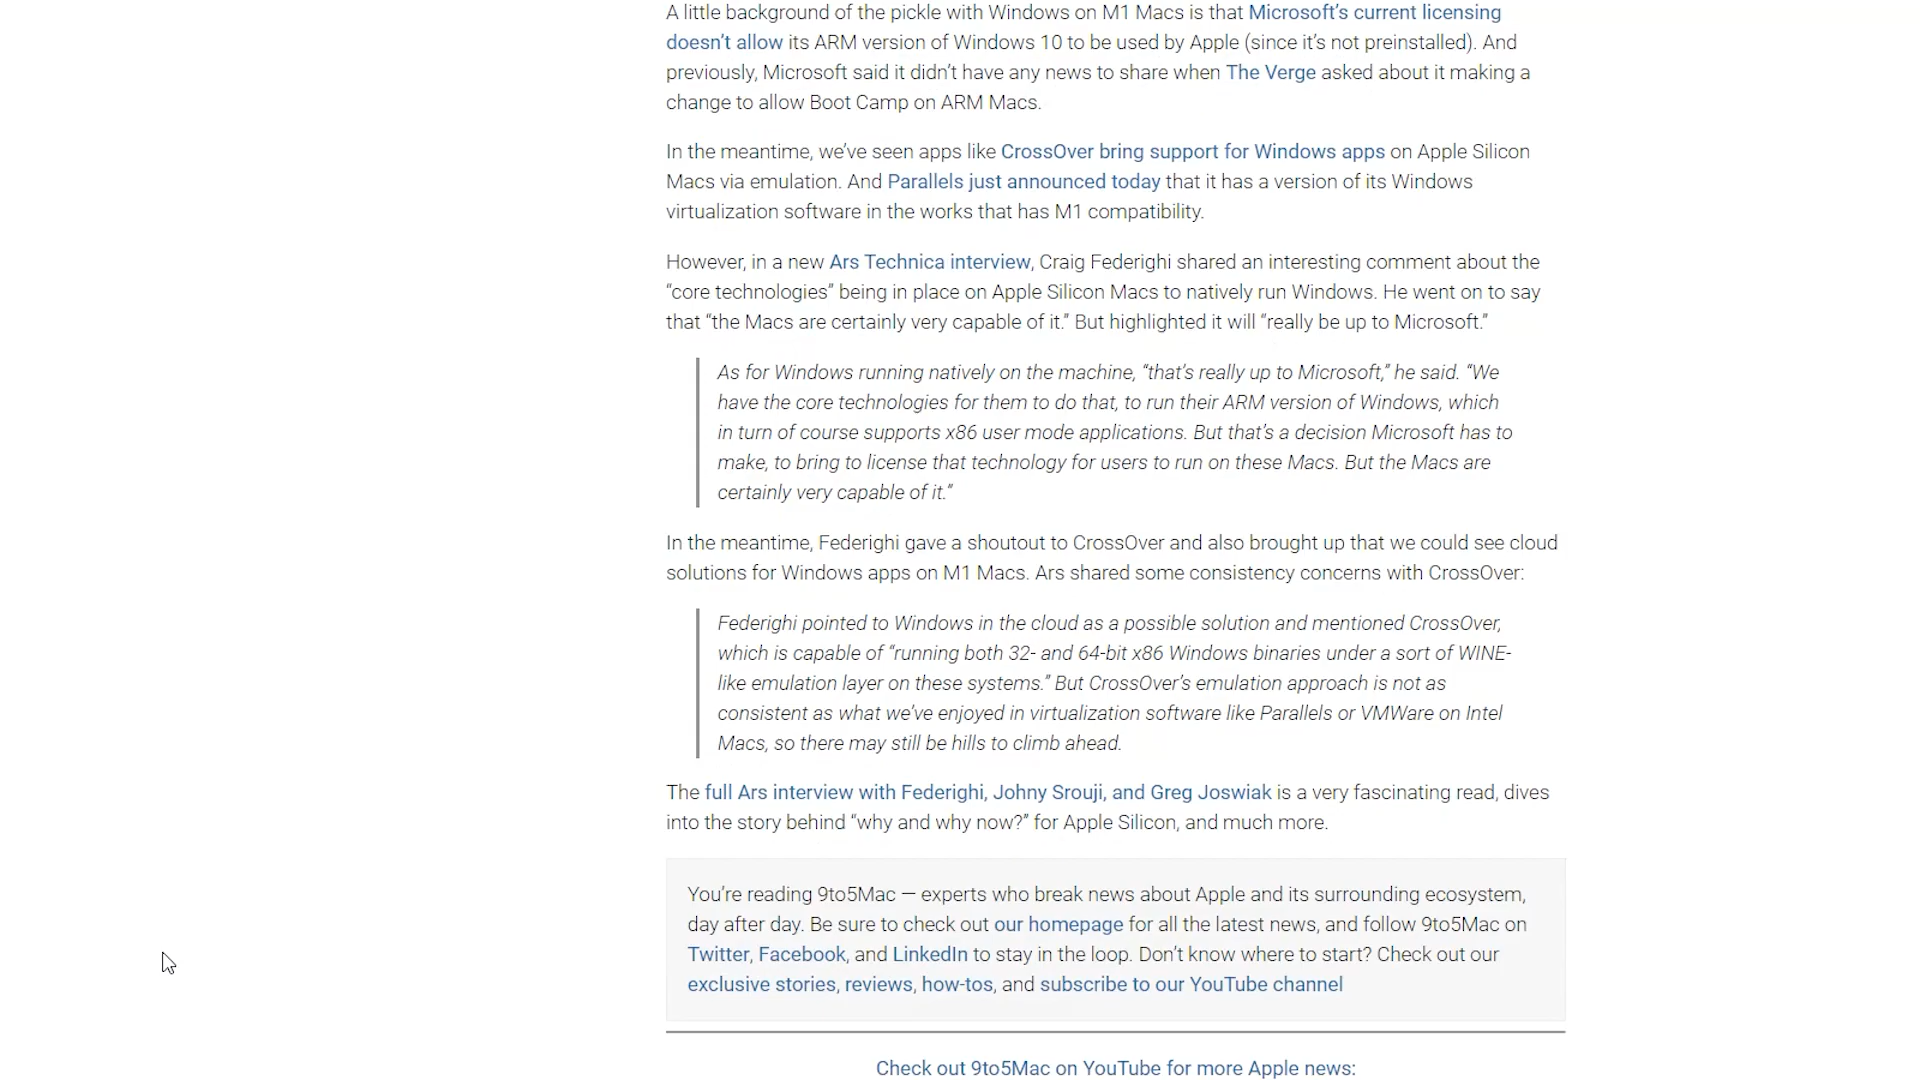 A little background of the pickle with Windows on M1 Macs is that Microsoft’s current licensing
doesn’t allow its ARM version of Windows 10 to be used by Apple (since it’s not preinstalled). And
previously, Microsoft said it didn’t have any news to share when The Verge asked about it making a
change to allow Boot Camp on ARM Macs.
In the meantime, we’ve seen apps like CrossOver bring support for Windows apps on Apple Silicon
Macs via emulation. And Parallels just announced today that it has a version of its Windows
virtualization software in the works that has M1 compatibility.
However, in a new Ars Technica interview, Craig Federighi shared an interesting comment about the
“core technologies” being in place on Apple Silicon Macs to natively run Windows. He went on to say
that “the Macs are certainly very capable of it.” But highlighted it will “really be up to Microsoft.”
As for Windows running natively on the machine, “that’s really up to Microsoft,” he said. “We
have the core technologies for them to do that, to run their ARM version of Windows, which
in turn of course supports x86 user mode applications. But that’s a decision Microsoft has to
make, to bring to license that technology for users to run on these Macs. But the Macs are
certainly very capable of it.”
In the meantime, Federighi gave a shoutout to CrossOver and also brought up that we could see cloud
solutions for Windows apps on M1 Macs. Ars shared some consistency concerns with CrossOver:
Federighi pointed to Windows in the cloud as a possible solution and mentioned CrossOver,
which is capable of “running both 32- and 64-bit x86 Windows binaries under a sort of WINE-
like emulation layer on these systems.” But CrossOver’s emulation approach is not as
consistent as what we’ve enjoyed in virtualization software like Parallels or VMWare on Intel
Macs, so there may still be hills to climb ahead.
The full Ars interview with Federighi, Johny Srouji, and Greg Joswiak is a very fascinating read, dives
into the story behind “why and why now?” for Apple Silicon, and much more.
You’re reading 9to5Mac — experts who break news about Apple and its surrounding ecosystem,
day after day. Be sure to check out our homepage for all the latest news, and follow 9to5Mac on
Twitter, Facebook, and LinkedIn to stay in the loop. Don’t know where to start? Check out our
exclusive stories, reviews, how-tos, and subscribe to our YouTube channel
Check out 9to5Mac on YouTube for more Apple news: